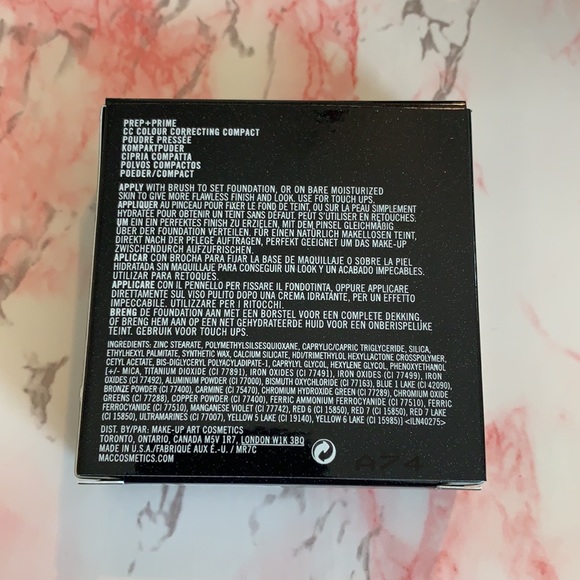 PREP+PRIME
CC COLOUR CORRECTING COMPACT
POUDRE PRESSÉE
KOMPAKTPUDER
CIPRIA COMPATTA
POLVOS COMPACTOS
POEDER/COMPACT
APPLY WITH BRUSH TO SET FOUNDATION, OR ON BARE MOISTURIZED
SKIN TO GIVE MORE FLAWLESS FINISH AND LOOK, USE FOR TOUCH UPS.
APPLIQUER AU PINCEAU POUR FIXER LE FOND DE TEINT, OU SUR LA PEAU SIMPLEMENT
HYDRATÉE POUR OBTENIR UN TEINT SANS DÉFAUT. PEUT S'UTILISER EN RETOUCHES.
UM EIN EIN PERFEKTES FINISH ZU ERZIELEN, MIT DEM PINSEL GLEICHMÄßIG
ÜBER DER FOUNDATION VERTEILEN. FÜR EINEN NATÜRLICH MAKELLOSEN TEINT,
DIREKT NACH DER PFLEGE AUFTRAGEN, PERFEKT GEEIGNET UM DAS MAKE-UP
ZWISCHENDURCH AUFZUFRISCHEN.
APLICAR CON BROCHA PARA FIJAR LA BASE DE MAQUILLAJE O SOBRE LA PIEL
HIDRATADA SIN MAQUILLAJE PARA CONSEGUIR UN LOOK Y UN ACABADO IMPECABLES.
UTILIZAR PARA RETOQUES.
APPLICARE CON IL PENNELLO PER FISSARE IL FONDOTINTA, OPPURE APPLICARE
DIRETTAMENTE SUL VISO PULITO DOPO UNA CREMA IDRATANTE, PER UN EFFETTO
IMPECCABILE. UTILIZZARE PER I RITOCCHI.
BRENG DE FOUNDATION AAN MET EEN BORSTEL VOOR EEN COMPLETE DEKKING,
OF BRENG HEM AAN OP EEN NET GEHYDRATEERDE HUID VOOR EEN ONBERISPELIJKE
TEINT. GEBRUIK VOOR TOUCH UPS.
INGREDIENTS: ZINC STEARATE, POLYMETHYLSILSESQUIOXANE, CAPRYLIC/CAPRIC TRIGLYCERIDE, SILICA,
ETHYLHEXYL PALMITATE, SYNTHETIC WAX, CALCIUM SILICATE, HDI/TRIMETHYLOL HEXYLLACTONE CROSSPOLYMER,
CETYL ACETATE, BIS-DIGLYCERYL POLYACYLADIPATE-1, CAPRYLYL GLYCOL, HEXYLENE GLYCOL, PHENOXYETHANOL
[+/- MICA, TITANIUM DIOXIDE (CI 77891), IRON OXIDES (CI 77491), IRON OXIDES (CI 77499), IRON
OXIDES (CI 77492), ALUMINUM POWDER (CI 77000), BISMUTH OXYCHLORIDE (CI 77163), BLUE 1 LAKE (CI 42090),
BRONZE POWDER (CI 77400), CARMINE (CI 75470), CHROMIUM HYDROXIDE GREEN (CI 77289), CHROMIUM OXIDE
GREENS (CI 77288), COPPER POWDER (CI 77400), FERRIC AMMONIUM FERROCYANIDE (CI 77510), FERRIC
FERROCYANIDE (CI 77510), MANGANESE VIOLET (CI 77742), RED 6 (CI 15850), RED 7 (CI 15850), RED 7 LAKE
(CI 15850), ULTRAMARINES (CI 77007), YELLOW 5 LAKE (CI 19140), YELLOW 6 LAKE (CI 15985)] <ILN40275>
DIST. BY/PAR: MAKE-UP ART COSMETICS
TORONTO, ONTARIO, CANADA M5V 1R7, LONDON W1K 3BQ
MADE IN U.S.A./FABRIQUÉ AUX É.-U. / MR7C
MACCOSMETICS.COM
A74